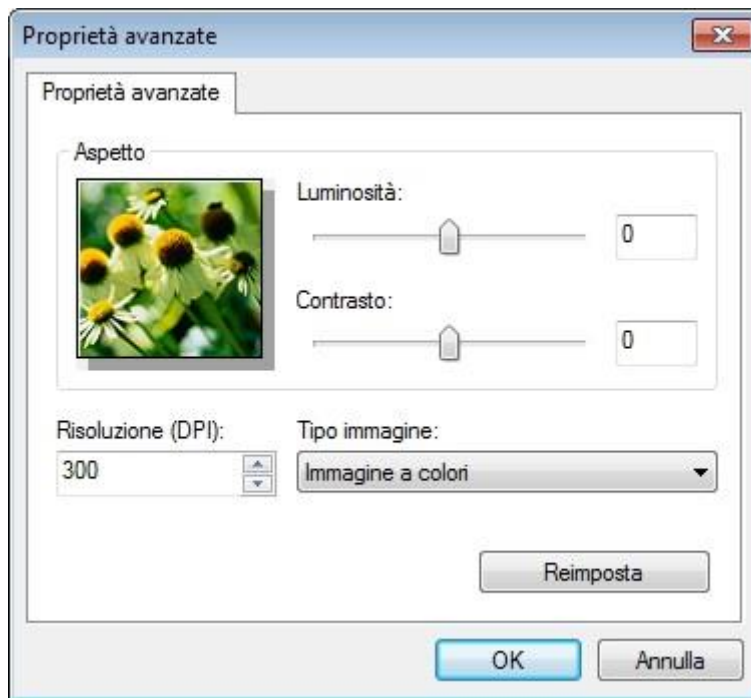 Proprietà avanzate
Proprietà avanzate
Aspetto
Luminosità:
0
Contrasto:
0
Risoluzione (DPI):
Tipo immagine:
300
Immagine a colori
Reimposta
OK
Annulla